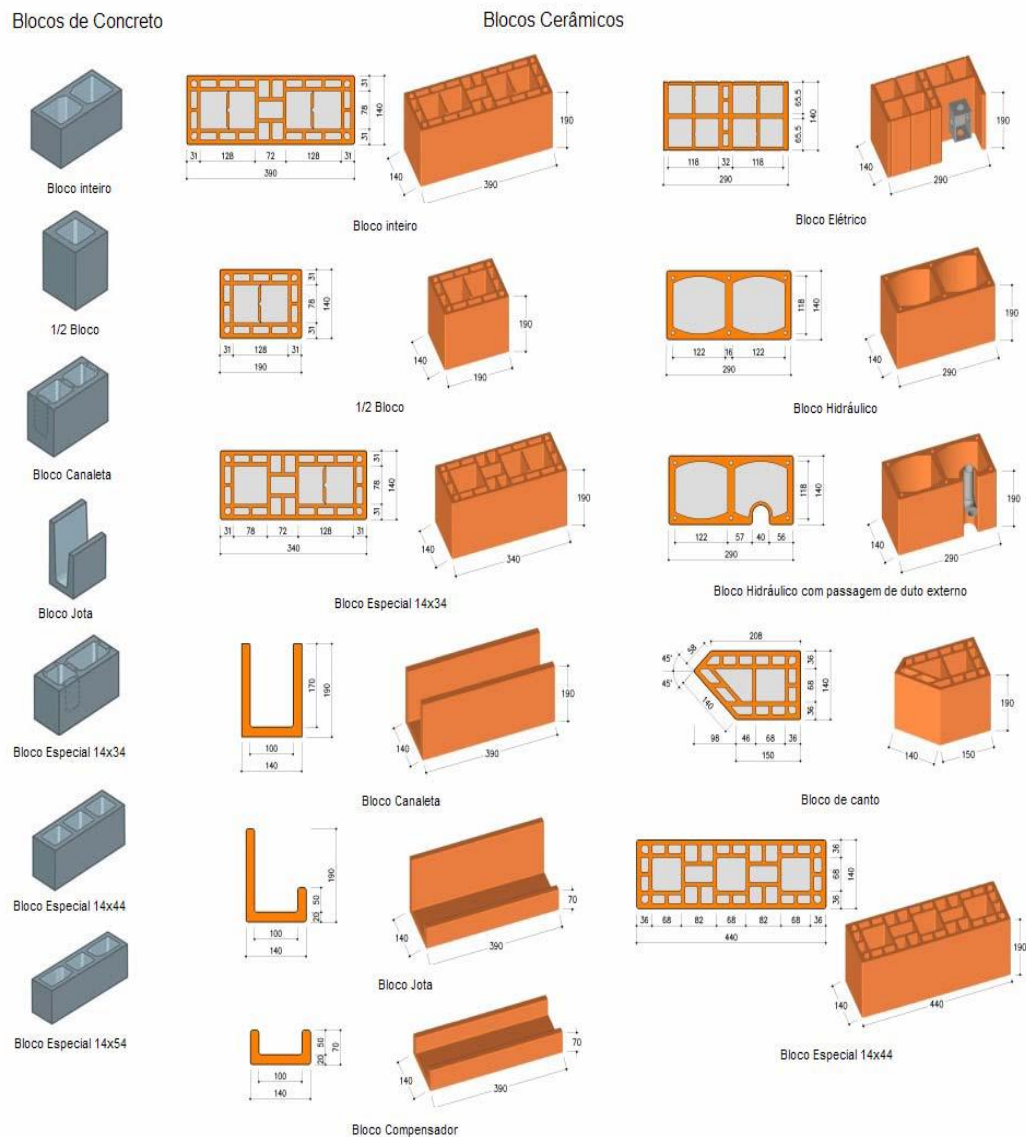 Blocos de Concreto
Blocos Cerâmicos
Bloco inteiro
1/2 Bloco
Bloco Canaleta
Bloco Jota
Bloco Especial 14x34
Bloco Especial 14x44
Bloco Especial 14x54
31 78 31 140
31 128 72 128 31
390
140 390 190
Bloco inteiro
31 78 31 140
31 128 31
190
140 190 190
1/2 Bloco
31 78 31 140
31 78 72 128 31
340
140 340 190
Bloco Especial 14x34
170 190
100
140
140 390 190
Bloco Canaleta
190
50
20
100
140
140 390 70
Bloco Jota
50
20
70
100
140
140 390 70
Bloco Compensador
65.5 65.5 140
118 32 118
290
140 290 190
Bloco Elétrico
118 140
122 16 122
290
140 290 190
Bloco Hidráulico
118 140
122 57 40 56
290
140 290 190
Bloco Hidráulico com passagem de duto externo
208
58
45°
45°
140
36 68 36 140
98 46 68 36
150
140 150 190
Bloco de canto
36 68 36 140
36 68 82 68 82 68 36
440
140 440 190
Bloco Especial 14x44